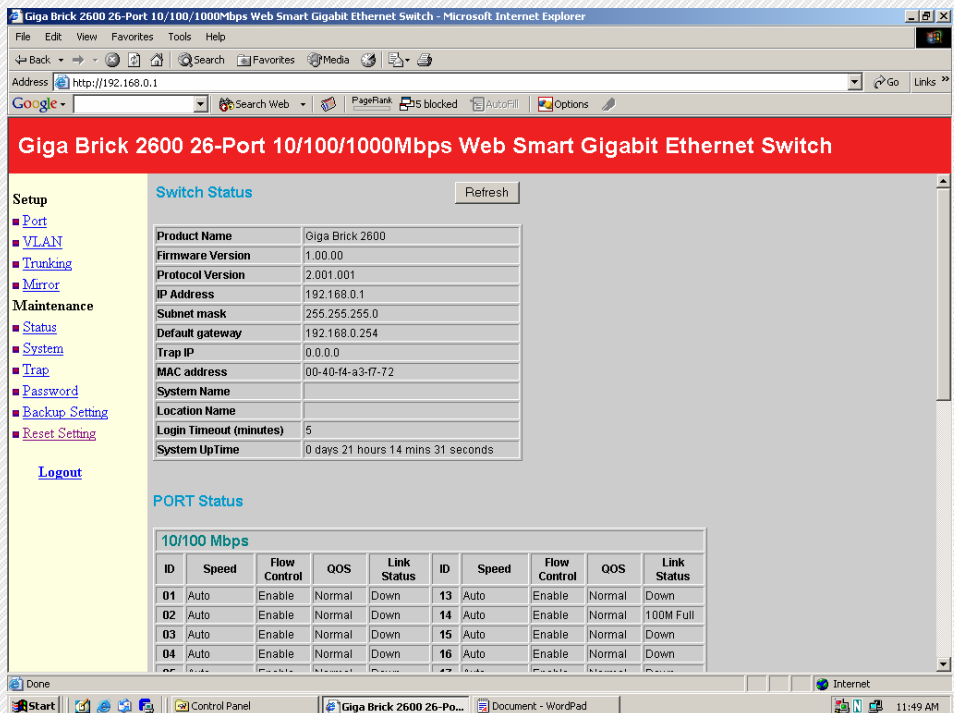 Giga Brick 2600 26-Port 10/100/1000Mbps Web Smart Gigabit Ethernet Switch - Microsoft Internet Explorer
File Edit View Favorites Tools Help
Back Search Favorites Media
Address http://192.168.0.1 Go Links »
Google Search Web PageRank 15 blocked AutoFill Options
Giga Brick 2600 26-Port 10/100/1000Mbps Web Smart Gigabit Ethernet Switch
Setup
Port
VLAN
Trunking
Mirror
Maintenance
Status
System
Trap
Password
Backup Setting
Reset Setting
Logout
Switch Status Refresh
Product Name Giga Brick 2600
Firmware Version 1.00.00
Protocol Version 2.001.001
IP Address 192.168.0.1
Subnet mask 255.255.255.0
Default gateway 192.168.0.254
Trap IP 0.0.0.0
MAC address 00-40-f4-a3-f7-72
System Name
Location Name
Login Timeout (minutes) 5
System UpTime 0 days 21 hours 14 mins 31 seconds
PORT Status
10/100 Mbps
ID Speed Flow Control QOS Link Status ID Speed Flow Control QOS Link Status
01 Auto Enable Normal Down 13 Auto Enable Normal Down
02 Auto Enable Normal Down 14 Auto Enable Normal 100M Full
03 Auto Enable Normal Down 15 Auto Enable Normal Down
04 Auto Enable Normal Down 16 Auto Enable Normal Down
Done Internet
Start Control Panel Giga Brick 2600 26-Po... Document - WordPad 11:49 AM